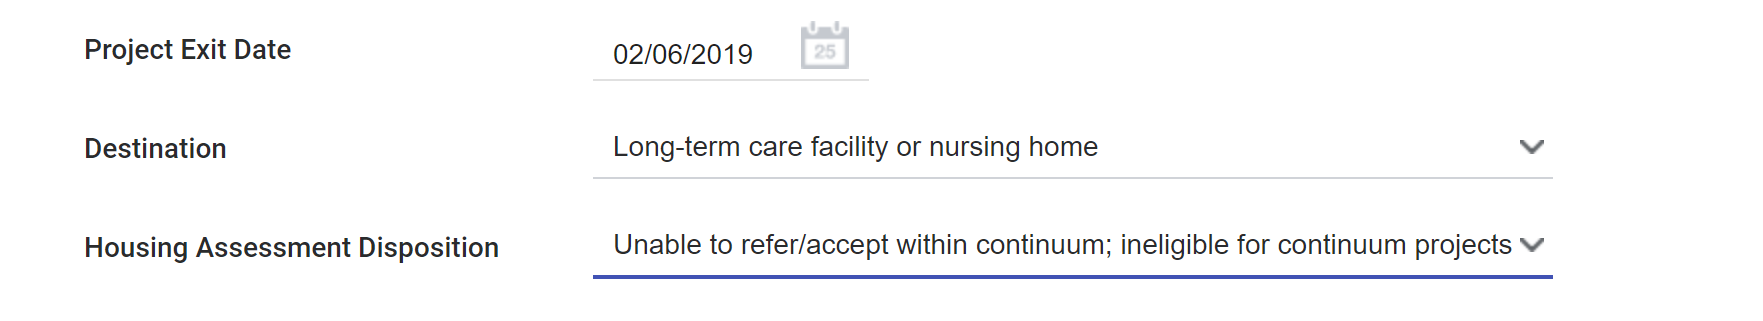 Project Exit Date 02/06/2019 25
Destination Long-term care facility or nursing home
Housing Assessment Disposition Unable to refer/accept within continuum; ineligible for continuum projects